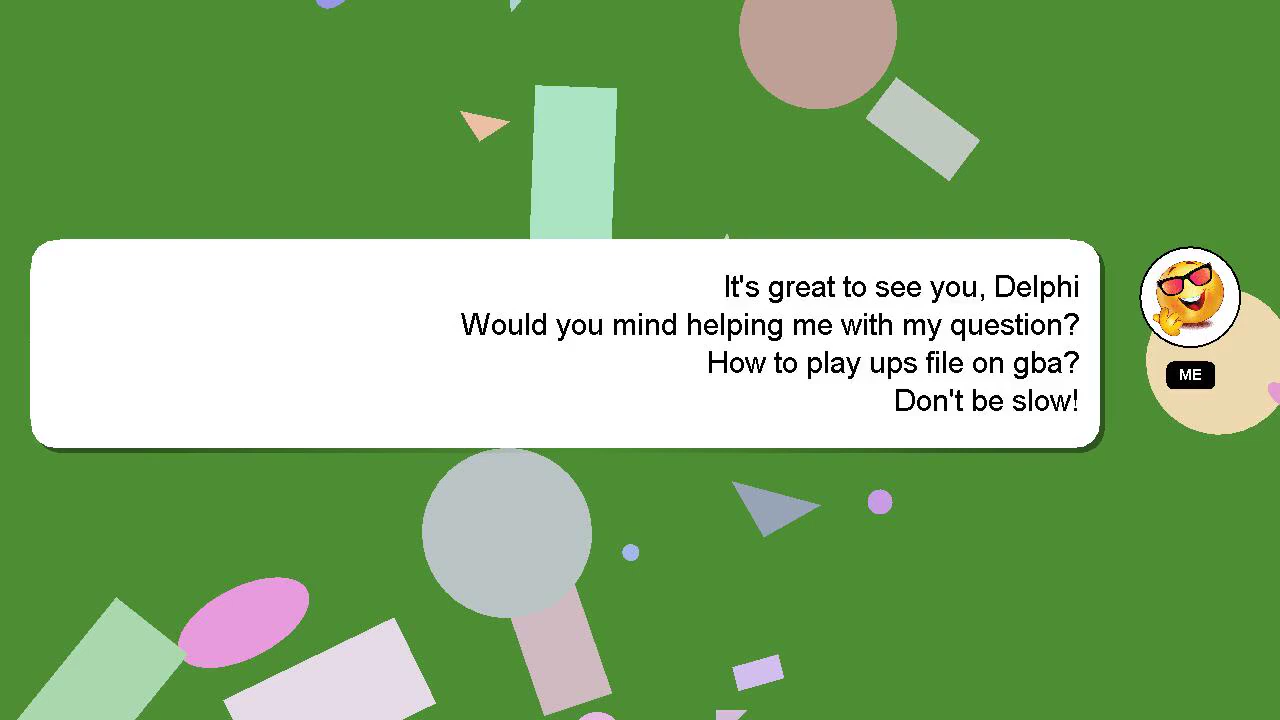 It's great to see you, Delphi
Would you mind helping me with my question?
How to play ups file on gba?
Don't be slow!
ME